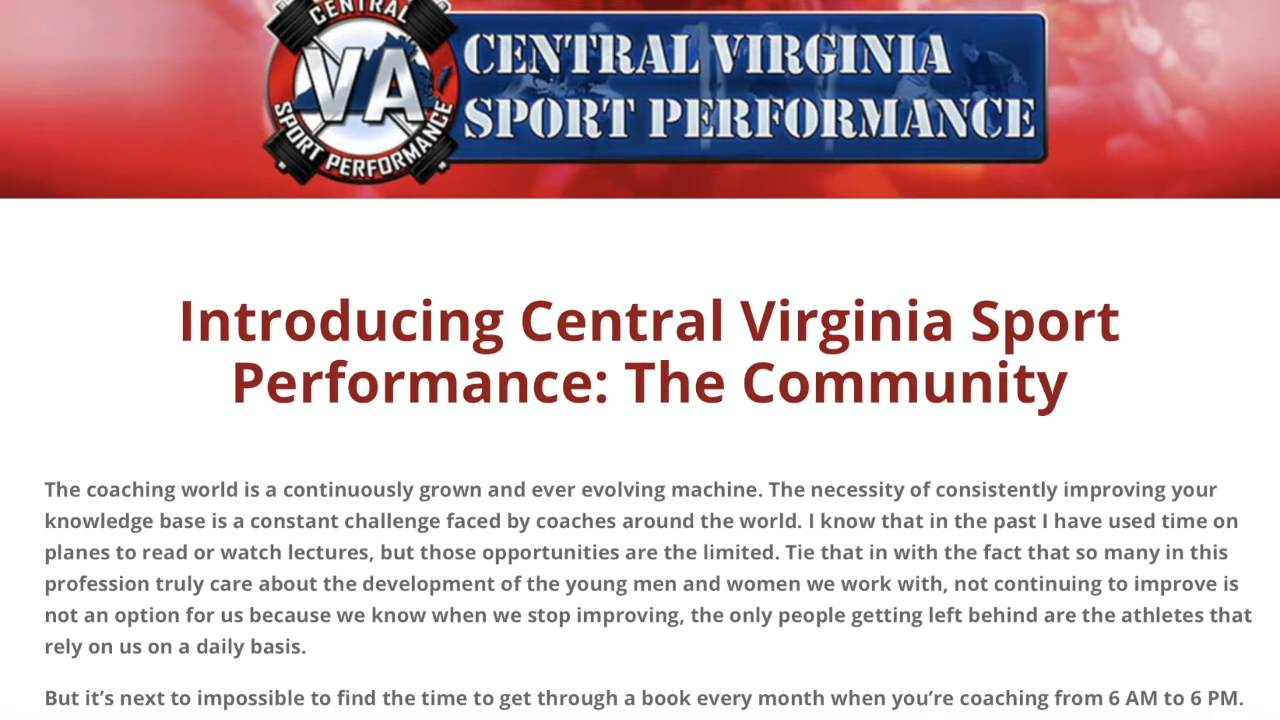 CENTRAL
VA
SPORT PERFORMANCE
CENTRAL VIRGINIA
SPORT PERFORMANCE
Introducing Central Virginia Sport
Performance: The Community
The coaching world is a continuously grown and ever evolving machine. The necessity of consistently improving your
knowledge base is a constant challenge faced by coaches around the world. I know that in the past I have used time on
planes to read or watch lectures, but those opportunities are the limited. Tie that in with the fact that so many in this
profession truly care about the development of the young men and women we work with, not continuing to improve is
not an option for us because we know when we stop improving, the only people getting left behind are the athletes that
rely on us on a daily basis.
But it’s next to impossible to find the time to get through a book every month when you’re coaching from 6 AM to 6 PM.